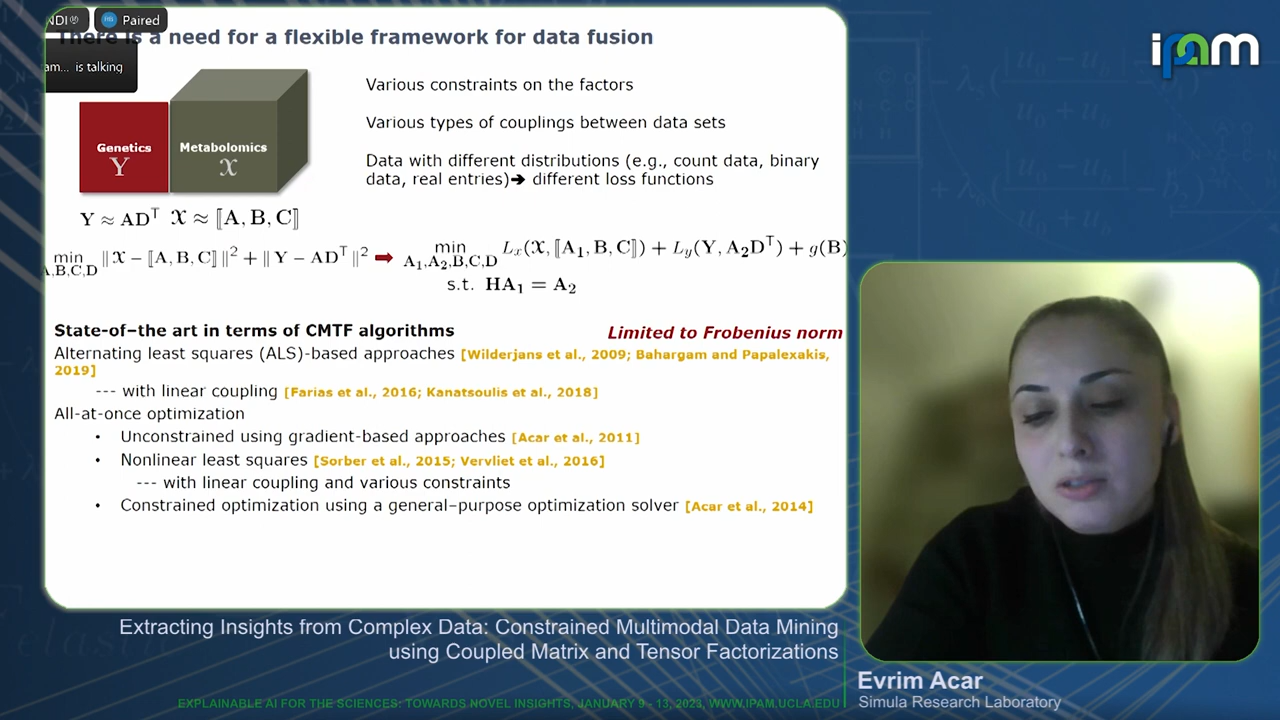 NDI
RB Paired
There is a need for a flexible framework for data fusion
am... is talking
Various constraints on the factors
Various types of couplings between data sets
Data with different distributions (e.g., count data, binary
data, real entries)➔ different loss functions
Genetics
Y
Metabolomics
𝒳
Y ≈ ADᵀ 𝒳 ≈ ⟦A, B, C⟧
min ‖ 𝒳 − ⟦A, B, C⟧ ‖² + ‖ Y − ADᵀ ‖² ➡ min Lₓ(𝒳, ⟦A₁, B, C⟧) + Lᵧ(Y, A₂Dᵀ) + g(B)
A,B,C,D A₁,A₂,B,C,D
s.t. HA₁ = A₂
State-of–the art in terms of CMTF algorithms
Limited to Frobenius norm
Alternating least squares (ALS)-based approaches [Wilderjans et al., 2009; Bahargam and Papalexakis,
2019]
--- with linear coupling [Farias et al., 2016; Kanatsoulis et al., 2018]
All-at-once optimization
• Unconstrained using gradient-based approaches [Acar et al., 2011]
• Nonlinear least squares [Sorber et al., 2015; Vervliet et al., 2016]
--- with linear coupling and various constraints
• Constrained optimization using a general–purpose optimization solver [Acar et al., 2014]
ipam
Extracting Insights from Complex Data: Constrained Multimodal Data Mining
using Coupled Matrix and Tensor Factorizations
Evrim Acar
Simula Research Laboratory
EXPLAINABLE AI FOR THE SCIENCES: TOWARDS NOVEL INSIGHTS, JANUARY 9 - 13, 2023, WWW.IPAM.UCLA.EDU